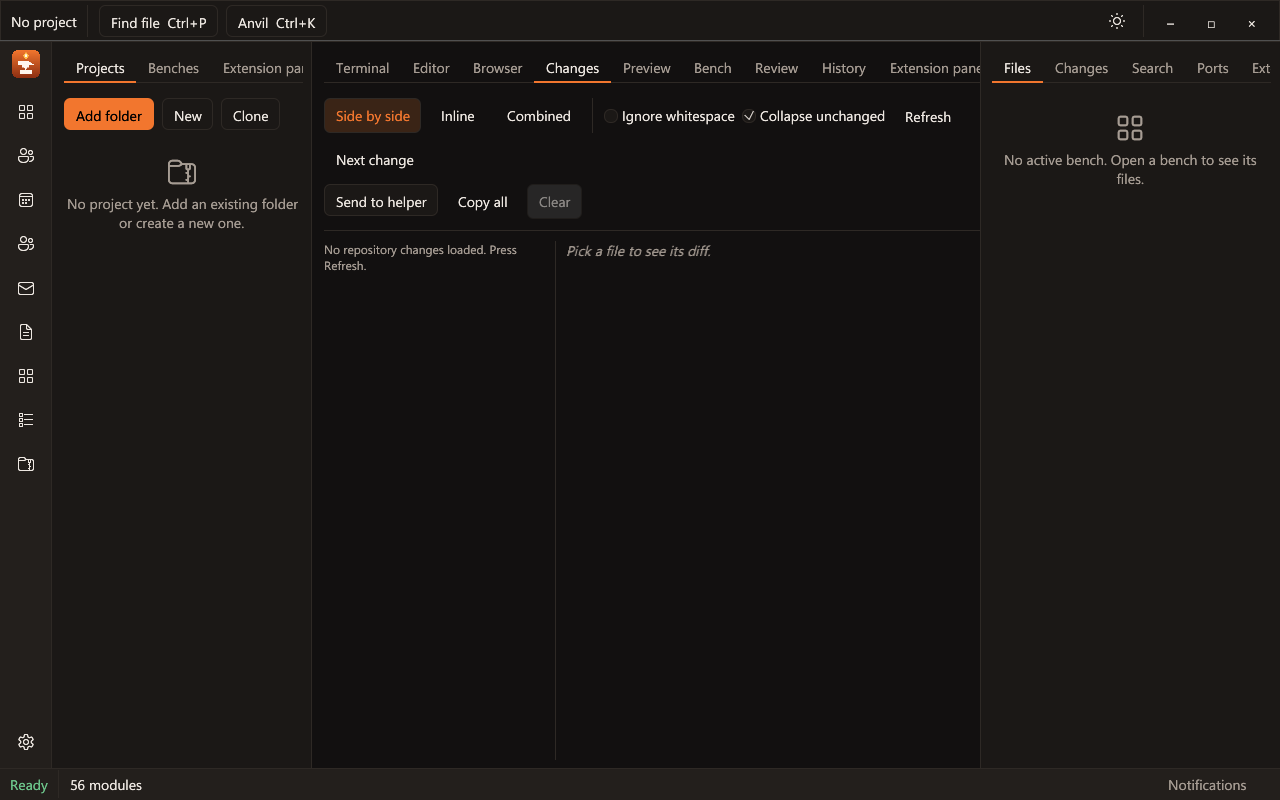 No project
Find file Ctrl+P
Anvil Ctrl+K
Projects
Benches
Extension pan
Terminal
Editor
Browser
Changes
Preview
Bench
Review
History
Extension pane
Files
Changes
Search
Ports
Ext
Add folder
New
Clone
Side by side
Inline
Combined
Ignore whitespace
Collapse unchanged
Refresh
Next change
Send to helper
Copy all
Clear
No project yet. Add an existing folder
or create a new one.
No repository changes loaded. Press
Refresh.
Pick a file to see its diff.
No active bench. Open a bench to see its
files.
Ready
56 modules
Notifications